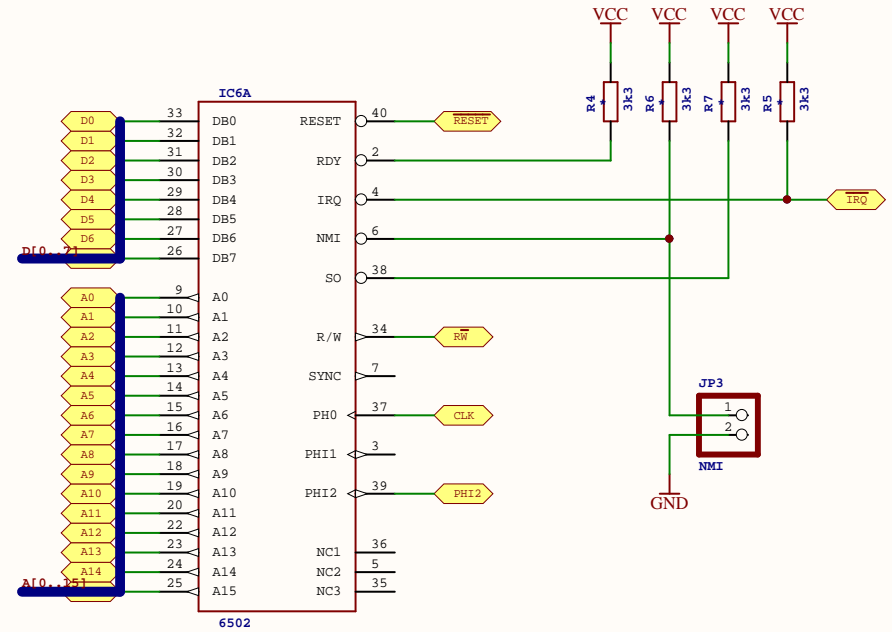 VCC VCC VCC VCC
R4 3k3 R6 3k3 R7 3k3 R5 3k3
IC6A
D0 33 DB0 RESET 40 RESET
D1 32 DB1
D2 31 DB2 RDY 2
D3 30 DB3
D4 29 DB4 IRQ 4 IRQ
D5 28 DB5
D6 27 DB6 NMI 6
D[0..7] 26 DB7
SO 38
A0 9 A0
A1 10 A1
A2 11 A2 R/W 34 RW
A3 12 A3
A4 13 A4 SYNC 7
JP3
A5 14 A5
A6 15 A6 PH0 37 CLK 1
A7 16 A7 2
A8 17 A8 PHI1 3
A9 18 A9 NMI
A10 19 A10 PHI2 39 PHI2
GND
A11 20 A11
A12 22 A12
A13 23 A13 NC1 36
A14 24 A14 NC2 5
A[0..15] 25 A15 NC3 35
6502